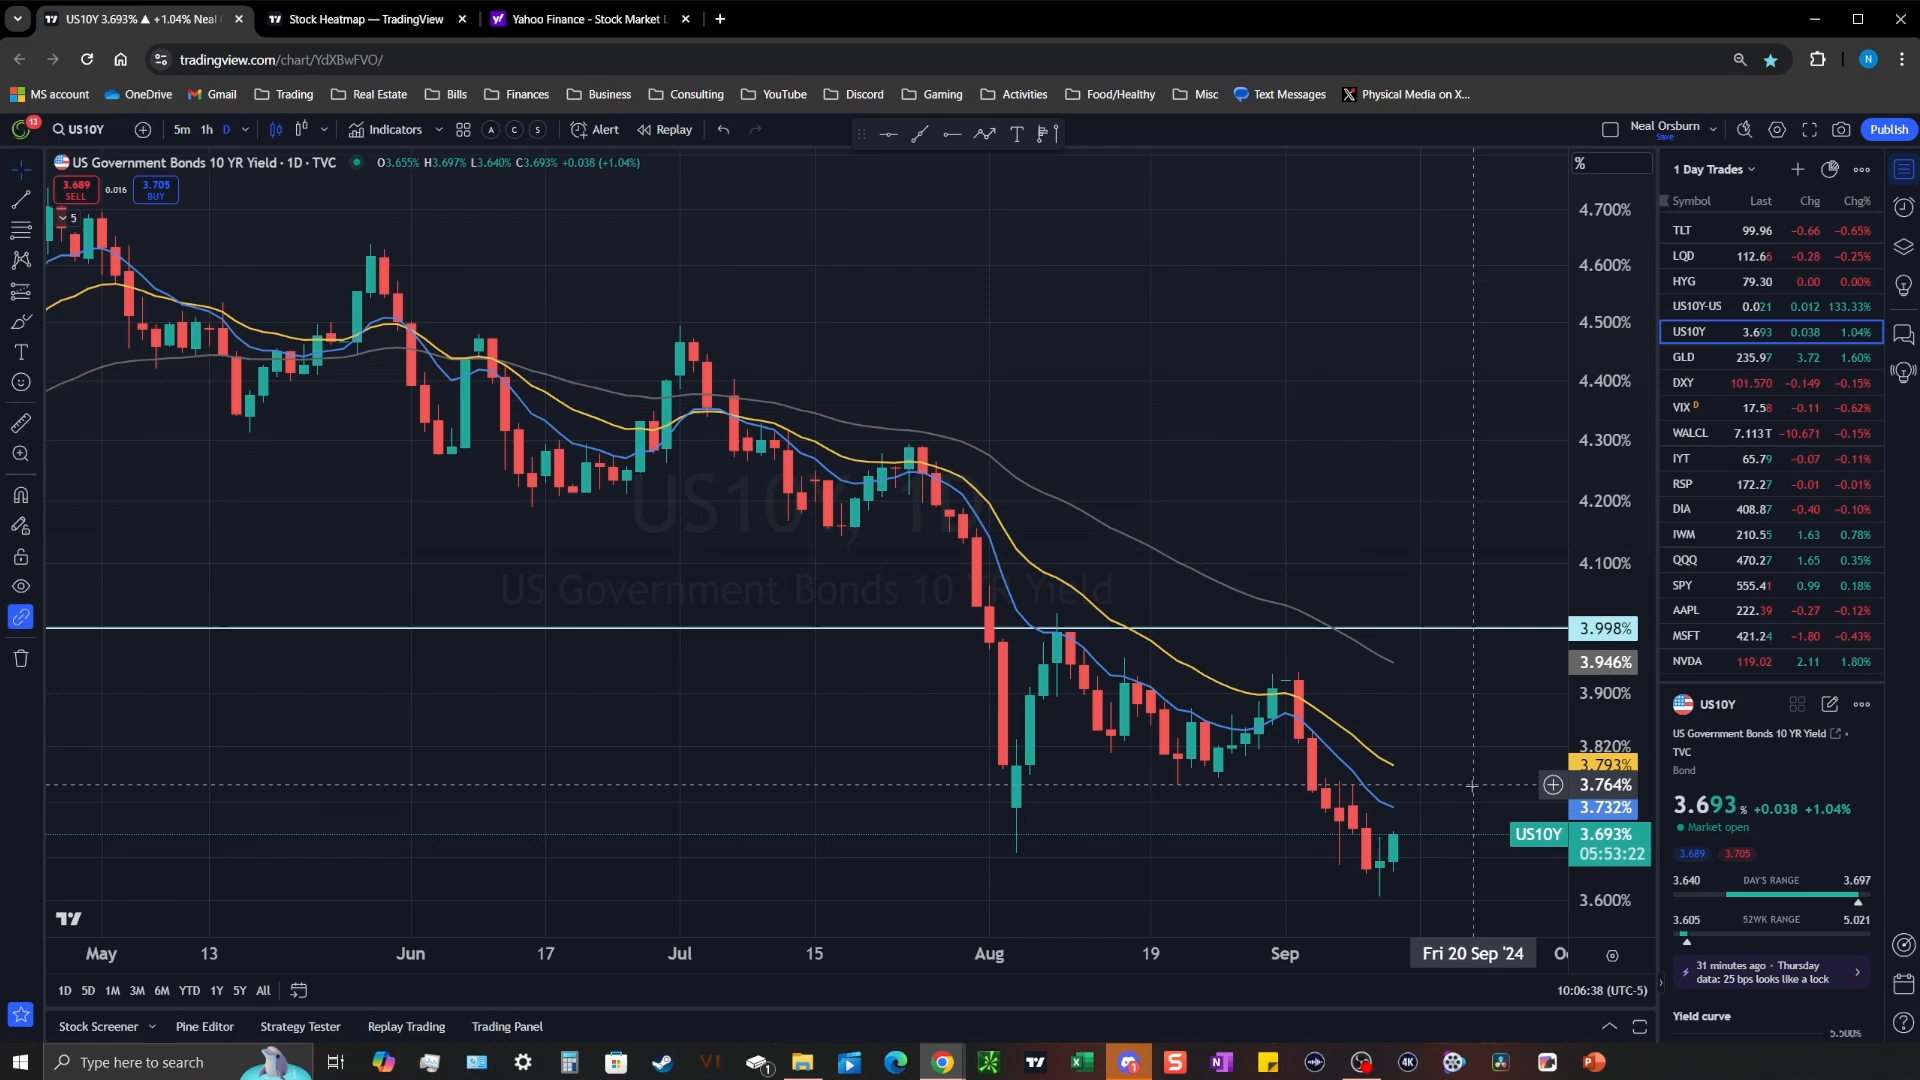 US10Y 3.693% ▲ +1.04% Neal
Stock Heatmap — TradingView
Yahoo Finance - Stock Market
tradingview.com/chart/YdXBwFVO/
N
MS account
OneDrive
Gmail
Trading
Real Estate
Bills
Finances
Business
Consulting
YouTube
Discord
Gaming
Activities
Food/Healthy
Misc
Text Messages
Physical Media on X...
13
US10Y
5m 1h D
Indicators
A C S
Alert
Replay
Neal Orsburn
Save
Publish
US Government Bonds 10 YR Yield · 1D · TVC
O3.655% H3.697% L3.640% C3.693% +0.038 (+1.04%)
3.689
SELL
0.016
3.705
BUY
5
US10Y, 1D
US Government Bonds 10 YR Yield
%
4.700%
4.600%
4.500%
4.400%
4.300%
4.200%
4.100%
3.998%
3.946%
3.900%
3.820%
3.793%
3.764%
3.732%
US10Y 3.693%
05:53:22
3.600%
May 13 Jun 17 Jul 15 Aug 19 Sep Fri 20 Sep '24
1D 5D 1M 3M 6M YTD 1Y 5Y All
10:06:38 (UTC-5)
Stock Screener
Pine Editor
Strategy Tester
Replay Trading
Trading Panel
1 Day Trades
Symbol Last Chg Chg%
TLT 99.96 −0.66 −0.65%
LQD 112.66 −0.28 −0.25%
HYG 79.30 0.00 0.00%
US10Y-US 0.021 0.012 133.33%
US10Y 3.693 0.038 1.04%
GLD 235.97 3.72 1.60%
DXY 101.570 −0.149 −0.15%
VIX D 17.58 −0.11 −0.62%
WALCL 7.113T −10.671 −0.15%
IYT 65.79 −0.07 −0.11%
RSP 172.27 −0.01 −0.01%
DIA 408.87 −0.40 −0.10%
IWM 210.55 1.63 0.78%
QQQ 470.27 1.65 0.35%
SPY 555.41 0.99 0.18%
AAPL 222.39 −0.27 −0.12%
MSFT 421.24 −1.80 −0.43%
NVDA 119.02 2.11 1.80%
US10Y
US Government Bonds 10 YR Yield
TVC
Bond
3.693 % +0.038 +1.04%
Market open
3.689 3.705
3.640 DAY'S RANGE 3.697
3.605 52WK RANGE 5.021
31 minutes ago · Thursday
data: 25 bps looks like a lock
Yield curve
5.500%
Type here to search